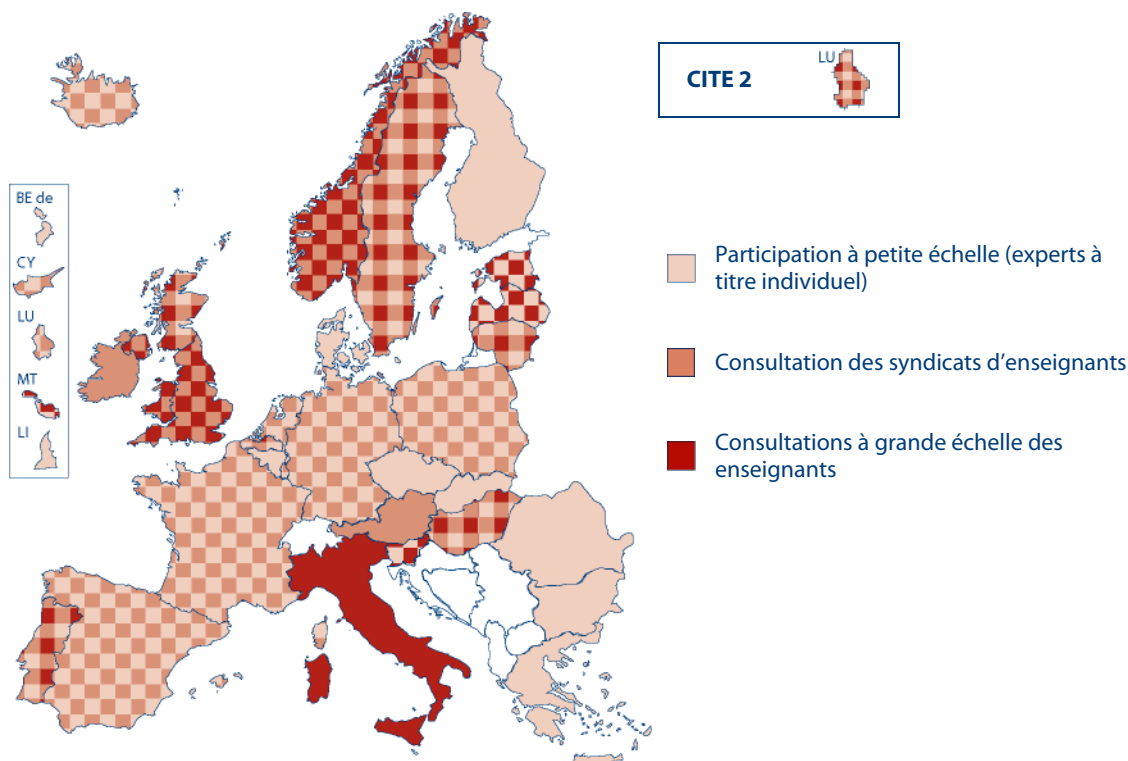 CITE 2
LU
BE de
CY
LU
MT
LI
Participation à petite échelle (experts à
titre individuel)
Consultation des syndicats d’enseignants
Consultations à grande échelle des
enseignants